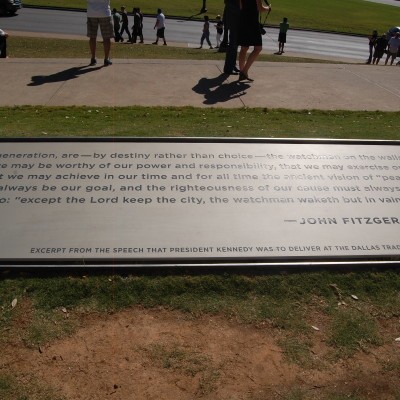 generation, are—by destiny rather than choice—the watchmen on the walls
we may be worthy of our power and responsibility, that we may exercise our
t we may achieve in our time and for all time the ancient vision of "pea
always be our goal, and the righteousness of our cause must always
o: "except the Lord keep the city, the watchman waketh but in vain
—JOHN FITZGER
EXCERPT FROM THE SPEECH THAT PRESIDENT KENNEDY WAS TO DELIVER AT THE DALLAS TRAD